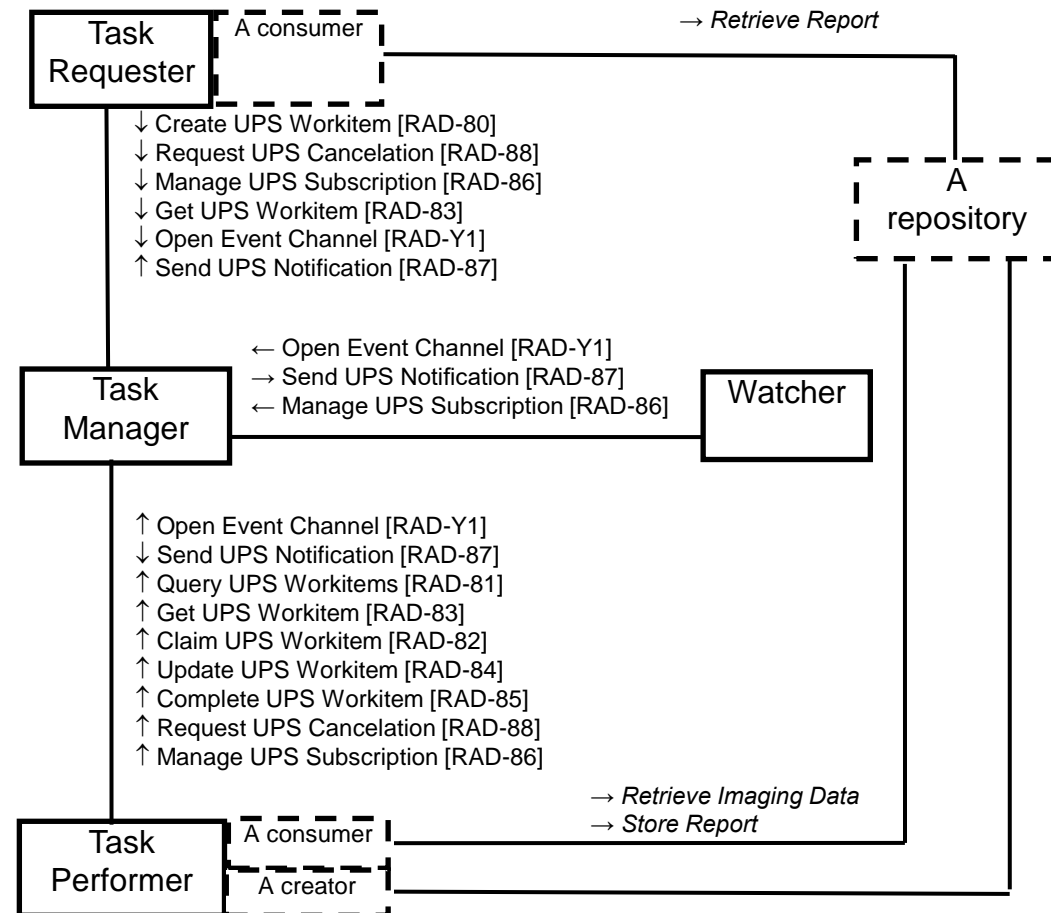 Task
Requester
A consumer
→ Retrieve Report
↓ Create UPS Workitem [RAD-80]
↓ Request UPS Cancelation [RAD-88]
↓ Manage UPS Subscription [RAD-86]
↓ Get UPS Workitem [RAD-83]
↓ Open Event Channel [RAD-Y1]
↑ Send UPS Notification [RAD-87]
A
repository
← Open Event Channel [RAD-Y1]
→ Send UPS Notification [RAD-87]
← Manage UPS Subscription [RAD-86]
Task
Manager
Watcher
↑ Open Event Channel [RAD-Y1]
↓ Send UPS Notification [RAD-87]
↑ Query UPS Workitems [RAD-81]
↑ Get UPS Workitem [RAD-83]
↑ Claim UPS Workitem [RAD-82]
↑ Update UPS Workitem [RAD-84]
↑ Complete UPS Workitem [RAD-85]
↑ Request UPS Cancelation [RAD-88]
↑ Manage UPS Subscription [RAD-86]
→ Retrieve Imaging Data
→ Store Report
Task
Performer
A consumer
A creator